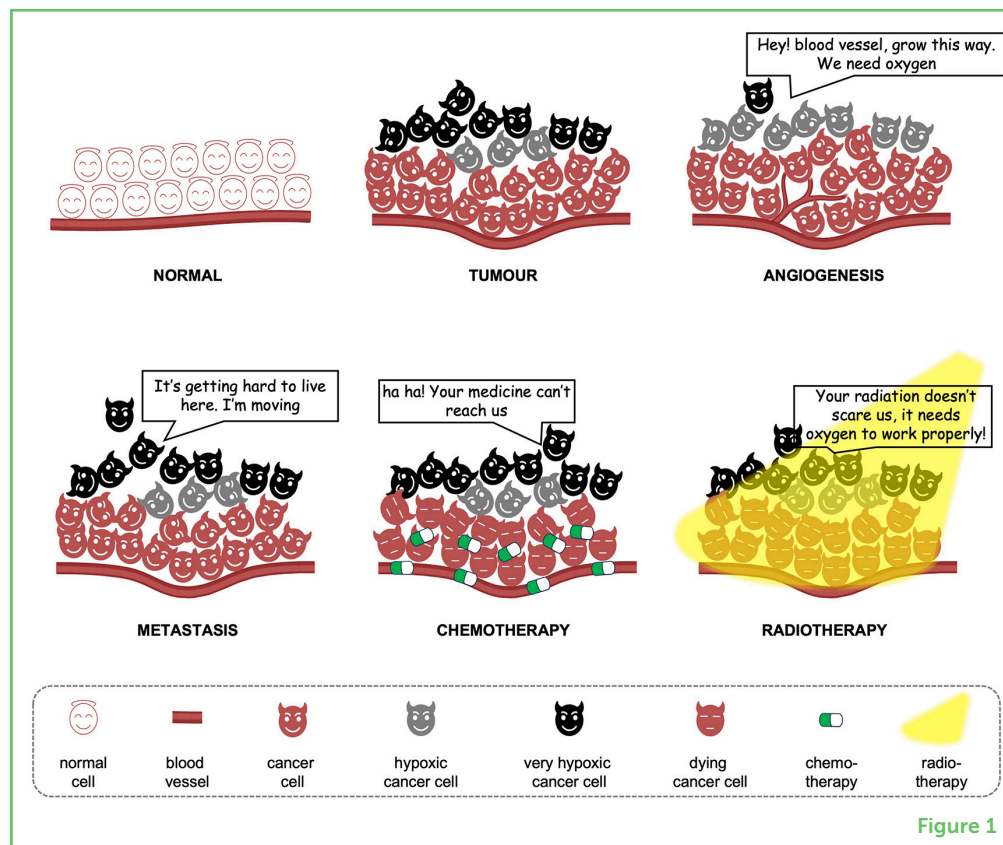 Hey! blood vessel, grow this way.
We need oxygen
NORMAL
TUMOUR
ANGIOGENESIS
It's getting hard to live
here. I'm moving
ha ha! Your medicine can't
reach us
Your radiation doesn't
scare us, it needs
oxygen to work properly!
METASTASIS
CHEMOTHERAPY
RADIOTHERAPY
normal
cell
blood
vessel
cancer
cell
hypoxic
cancer cell
very hypoxic
cancer cell
dying
cancer cell
chemo-
therapy
radio-
therapy
Figure 1